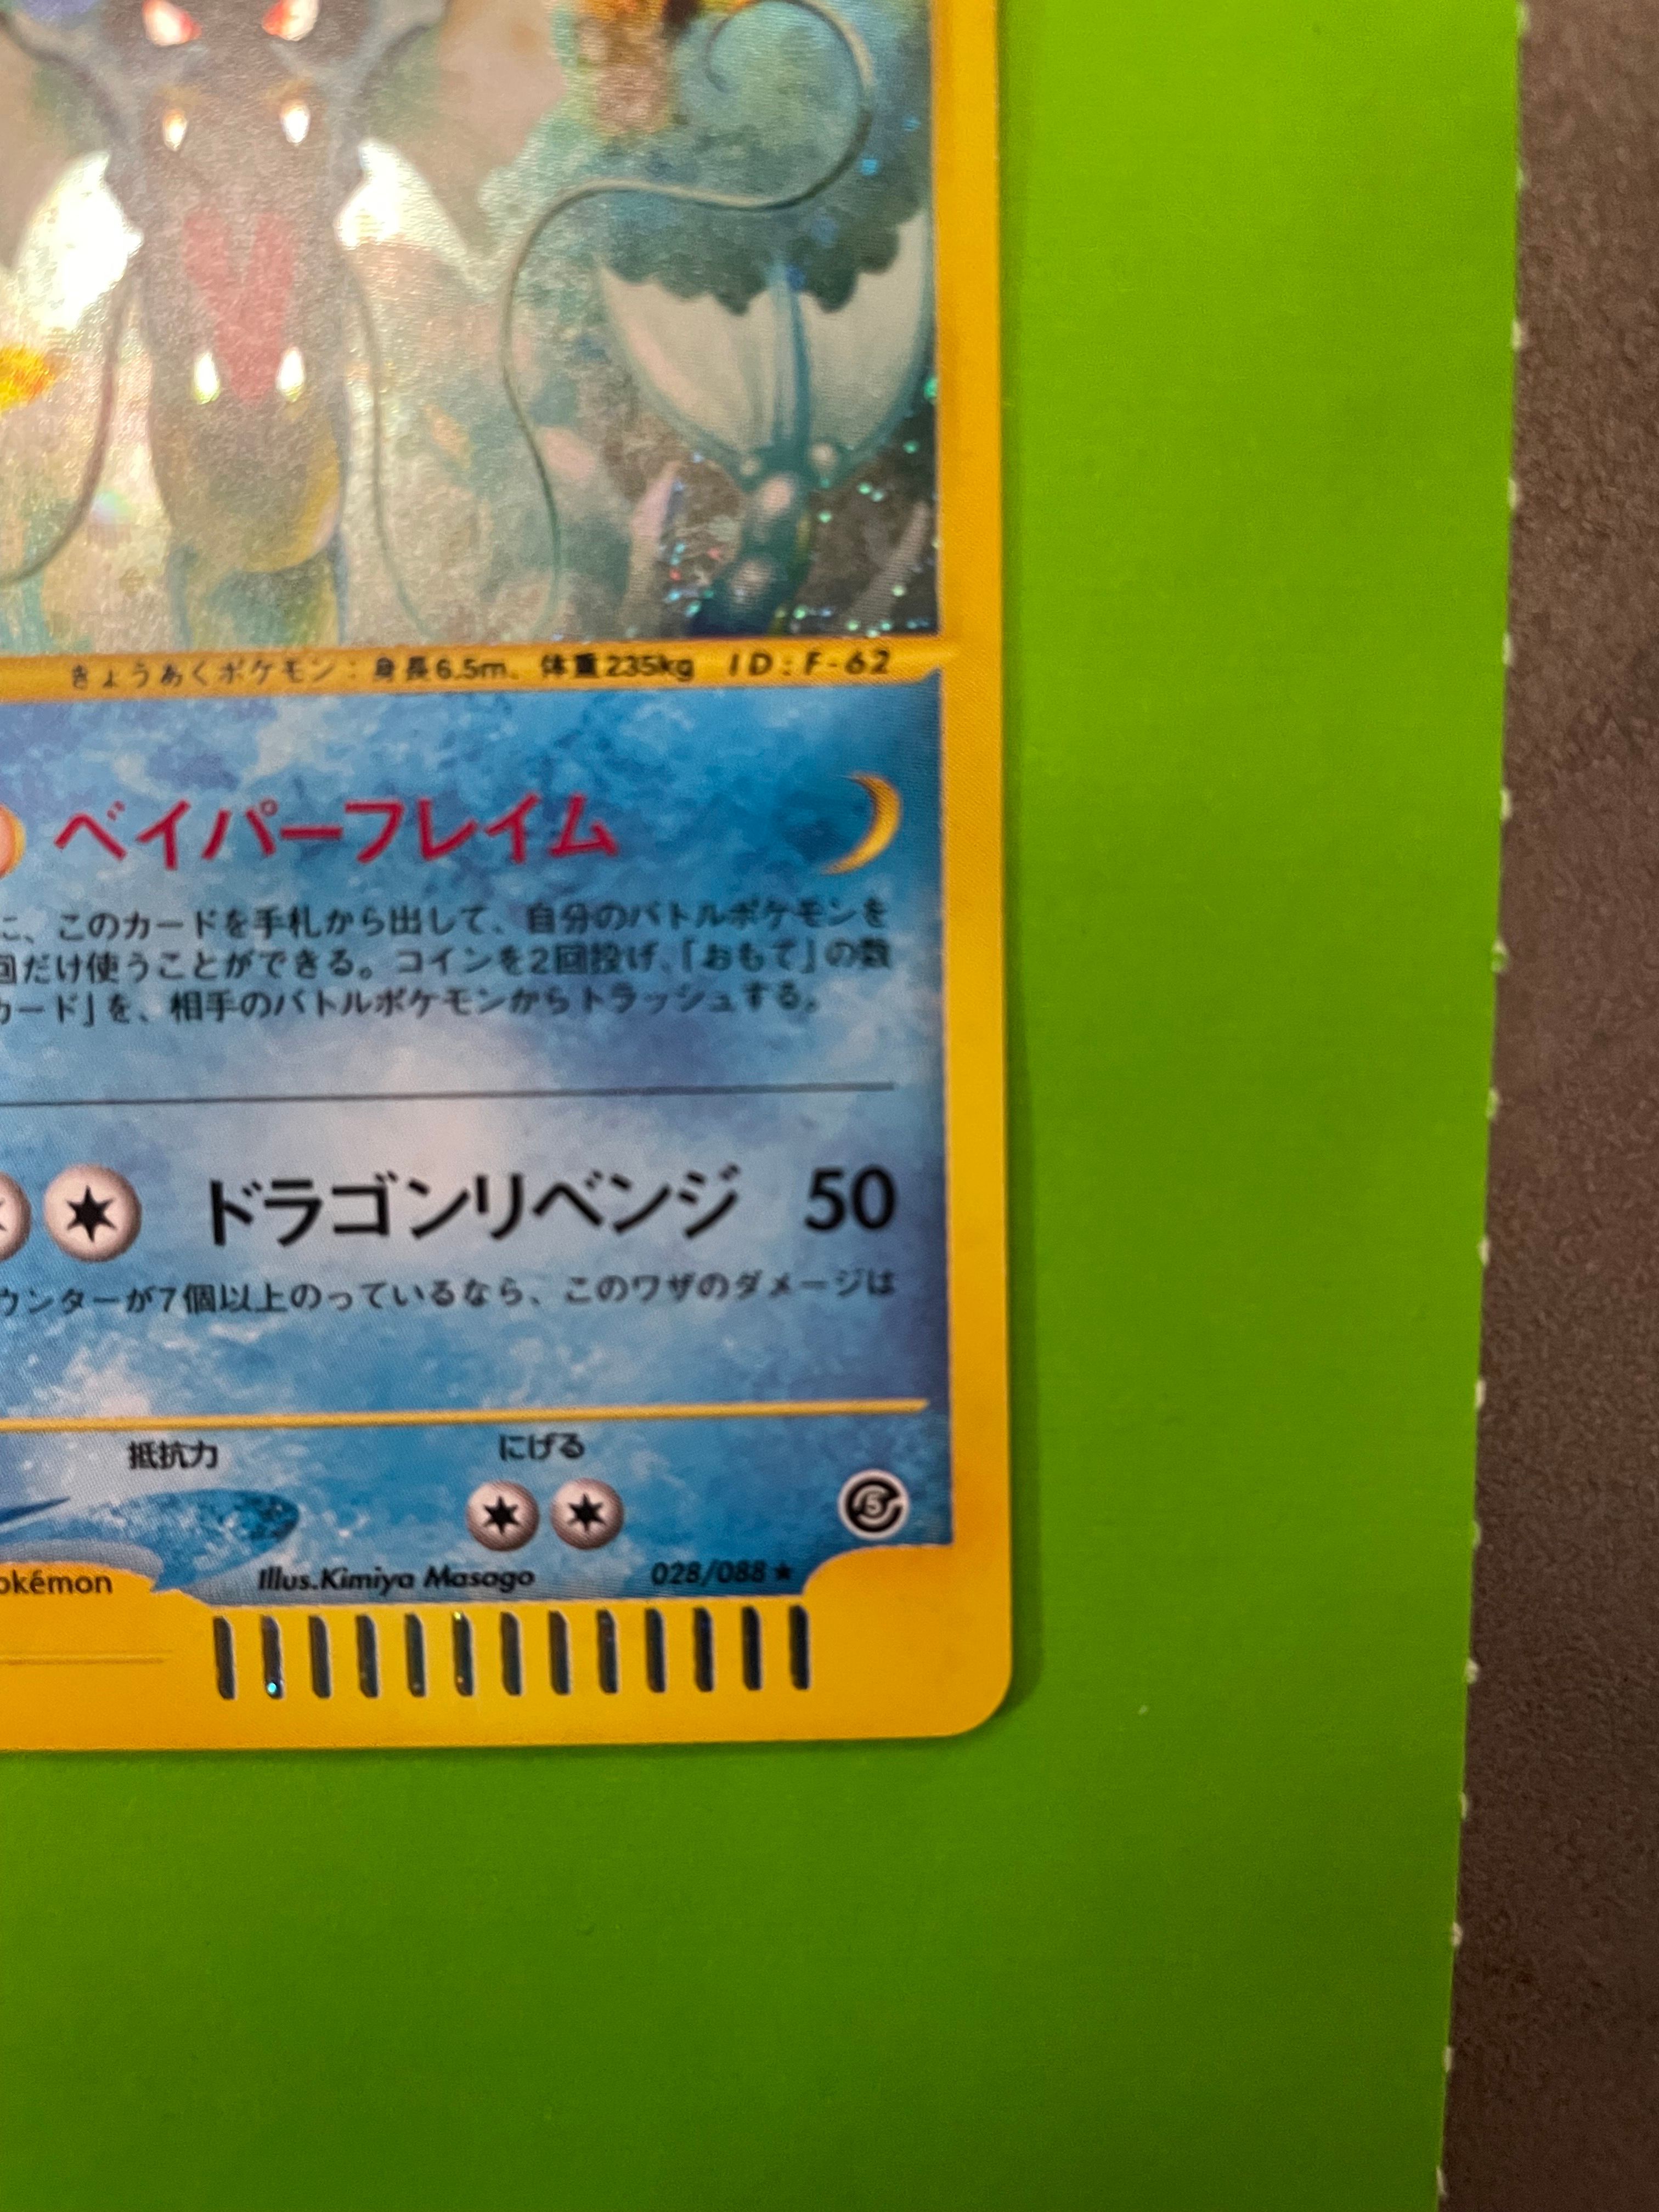 きょうあくポケモン：身長6.5m、体重235kg ID:F-62
ベイパーフレイム
に、このカードを手札から出して、自分のバトルポケモンを
回だけ使うことができる。コインを2回投げ、「おもて」の数
カード」を、相手のバトルポケモンからトラッシュする。
ドラゴンリベンジ 50
ウンターが7個以上のっているなら、このワザのダメージは
抵抗力 にげる
5
okémon Illus.Kimiya Masago 028/088★